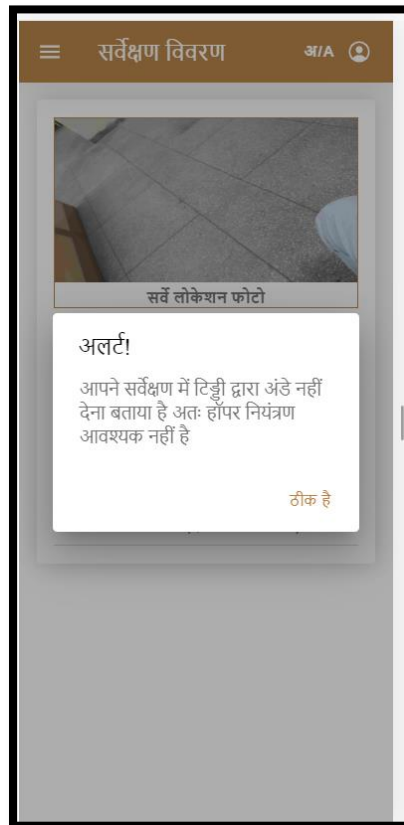 सर्वेक्षण विवरण अ/A
सर्वे लोकेशन फोटो
अलर्ट!
आपने सर्वेक्षण में टिड्डी द्वारा अंडे नहीं
देना बताया है अतः हॉपर नियंत्रण
आवश्यक नहीं है
ठीक है